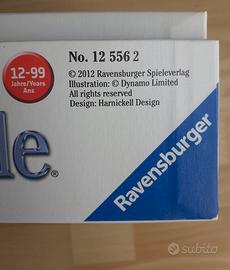 No. 12 556 2
12-99
Jahre/Years
Ans
© 2012 Ravensburger Spieleverlag
Illustration: © Dynamo Limited
All rights reserved
Design: Harnickell Design
de®
Ravensburger
subito